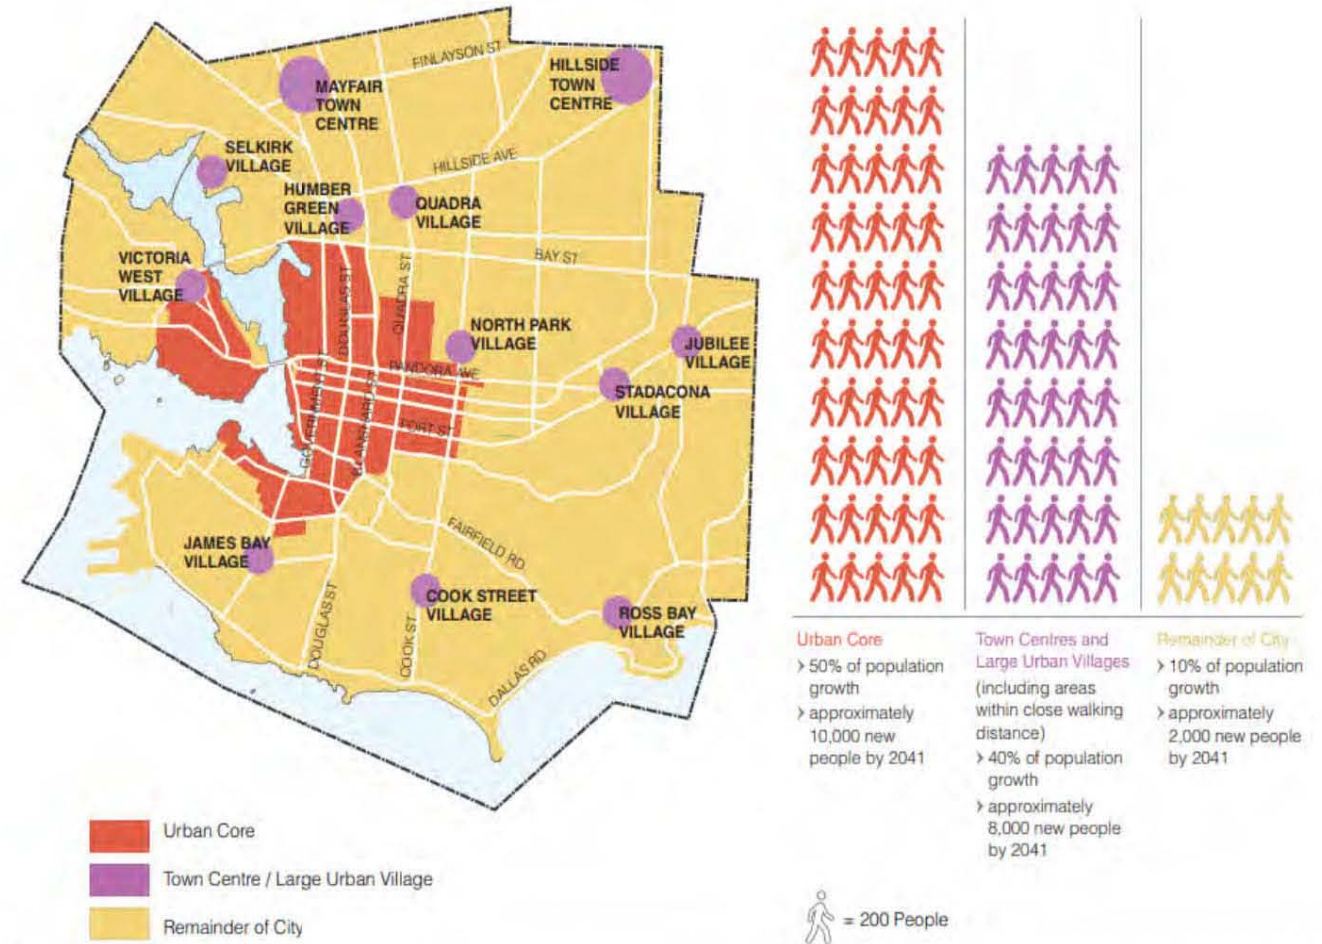 FINLAYSON ST
HILLSIDE
TOWN
CENTRE
MAYFAIR
TOWN
CENTRE
SELKIRK
VILLAGE
HILLSIDE AVE
HUMBER
GREEN
VILLAGE
QUADRA
VILLAGE
VICTORIA
WEST
VILLAGE
BAY ST
DOUGLAS ST
QUADRA ST
NORTH PARK
VILLAGE
JUBILEE
VILLAGE
PANDORA AVE
STADACONA
VILLAGE
GOVERNMENT ST
BLANSHARD ST
FORT ST
JAMES BAY
VILLAGE
FAIRFIELD RD
COOK STREET
VILLAGE
ROSS BAY
VILLAGE
DOUGLAS ST
COOK ST
DALLAS RD
Urban Core
Town Centre / Large Urban Village
Remainder of City
Urban Core
› 50% of population
growth
› approximately
10,000 new
people by 2041
Town Centres and
Large Urban Villages
(including areas
within close walking
distance)
› 40% of population
growth
› approximately
8,000 new people
by 2041
Remainder of City
› 10% of population
growth
› approximately
2,000 new people
by 2041
= 200 People